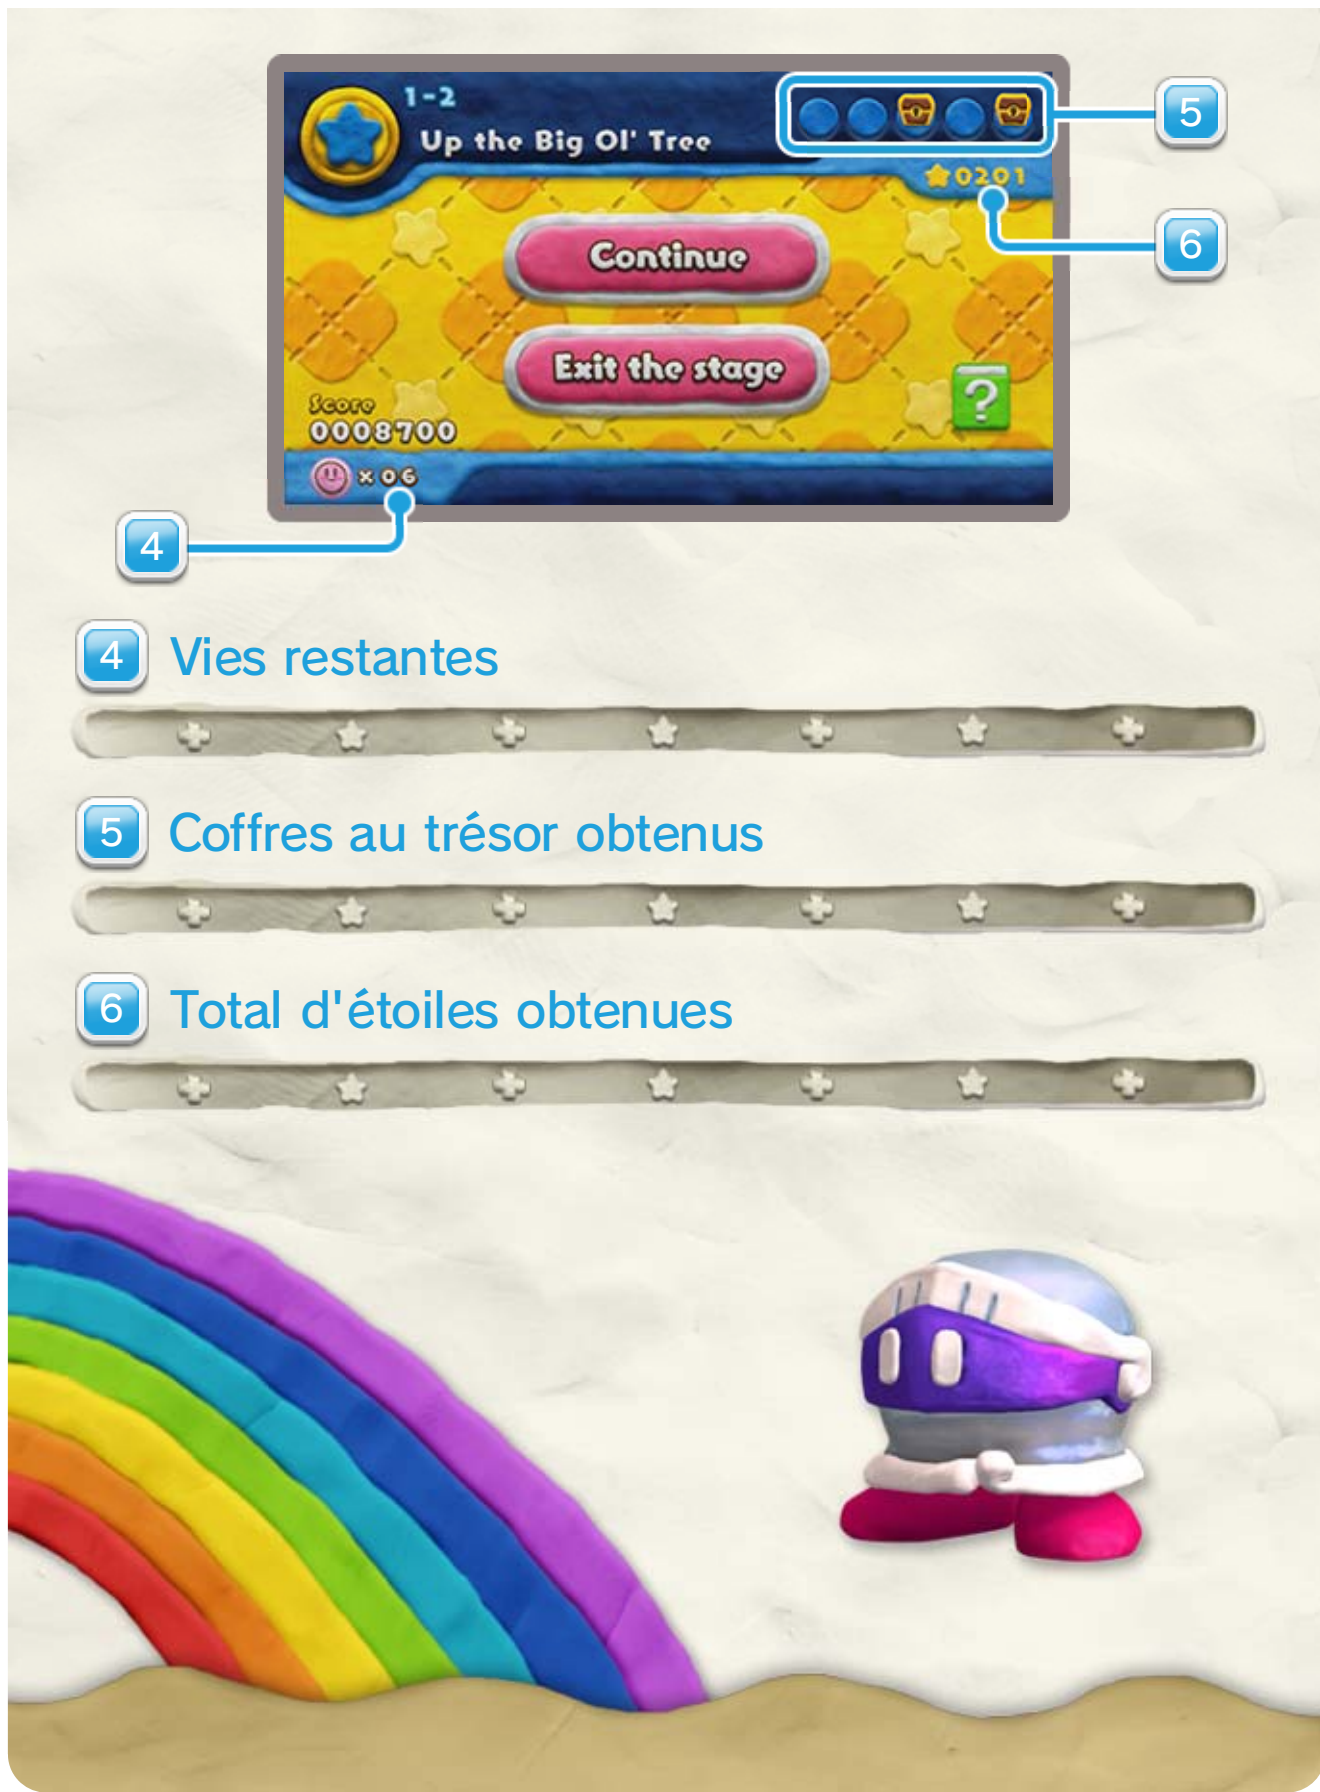 1-2
Up the Big Ol' Tree
5
0201
6
Continue
Exit the stage
?
Score
0008700
× 06
4
4 Vies restantes
5 Coffres au trésor obtenus
6 Total d'étoiles obtenues